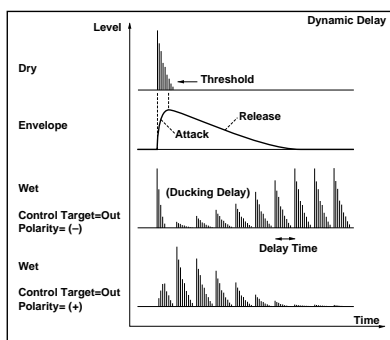 Dynamic Delay
Level
Dry
Threshold
Envelope
Release
Attack
Wet
(Ducking Delay)
Control Target=Out
Polarity= (–)
Delay Time
Wet
Control Target=Out
Polarity= (+)
Time